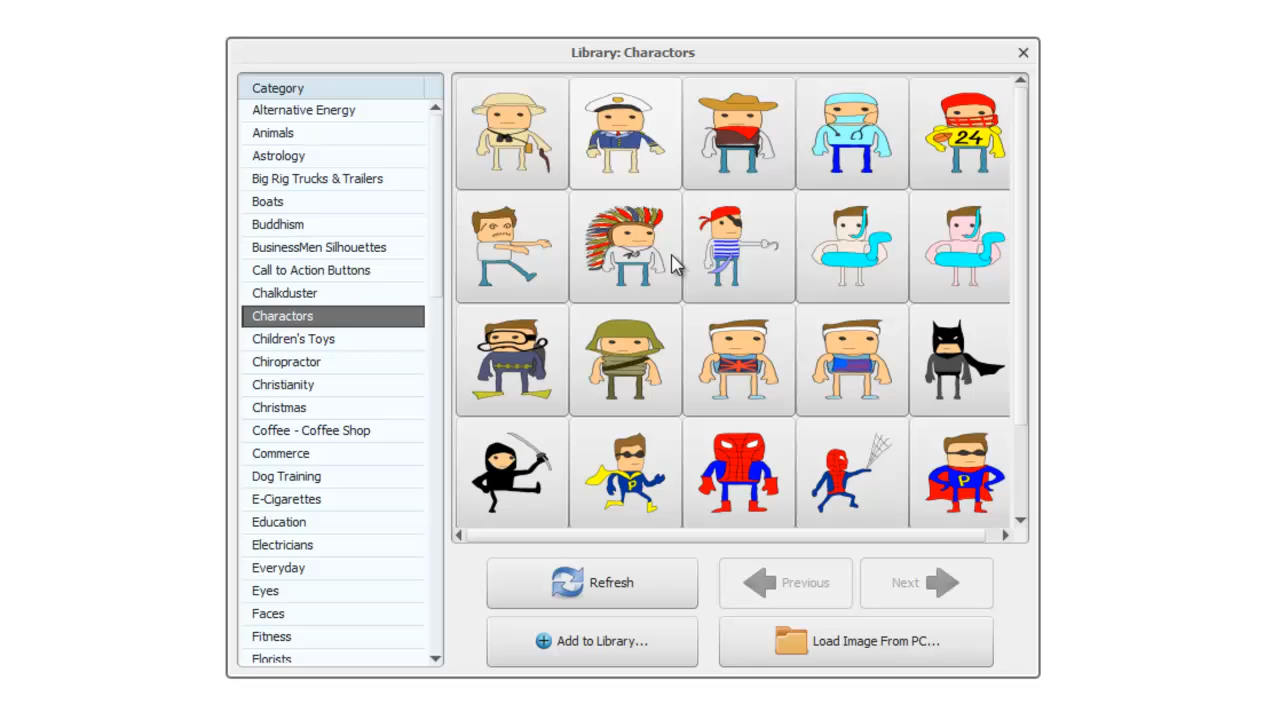 Library: Charactors
Category
Alternative Energy
Animals
Astrology
Big Rig Trucks & Trailers
Boats
Buddhism
BusinessMen Silhouettes
Call to Action Buttons
Chalkduster
Charactors
Children's Toys
Chiropractor
Christianity
Christmas
Coffee - Coffee Shop
Commerce
Dog Training
E-Cigarettes
Education
Electricians
Everyday
Eyes
Faces
Fitness
Florists
24
P
P
Refresh
Previous
Next
Add to Library...
Load Image From PC...